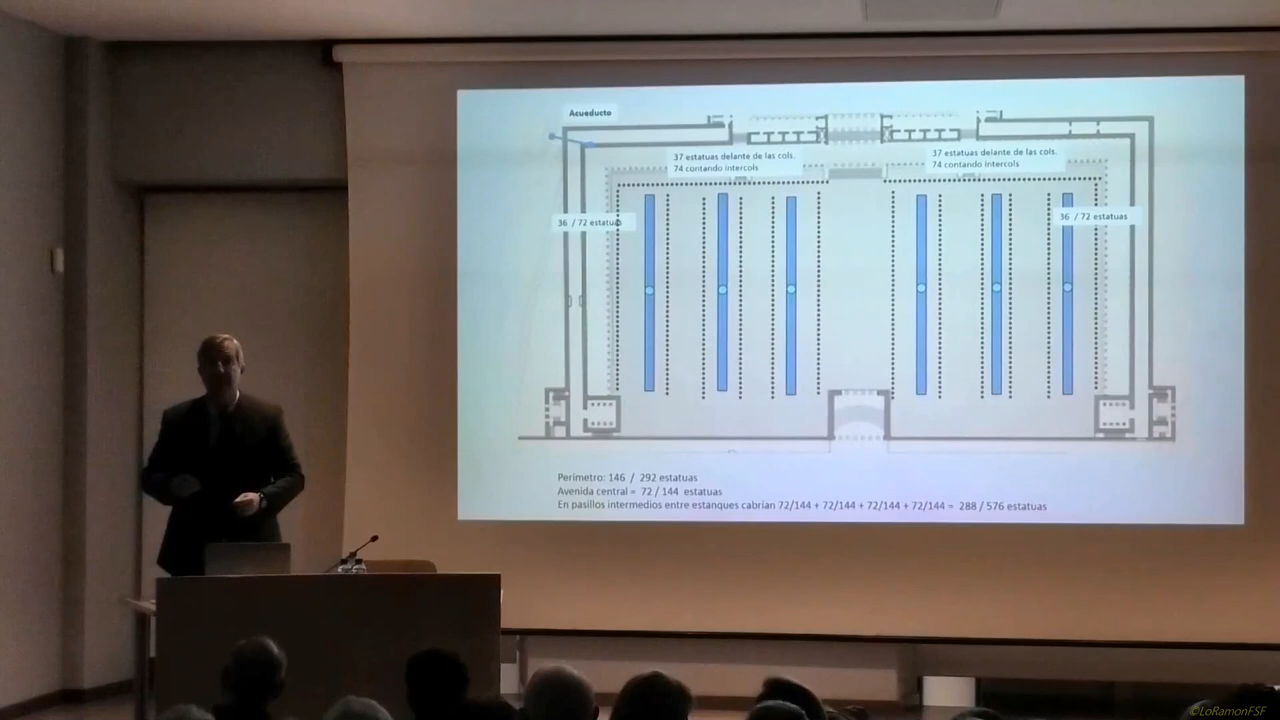 Acueducto
37 estatuas delante de las cols.
74 contando intercols
37 estatuas delante de las cols.
74 contando intercols
36 / 72 estatuas
36 / 72 estatuas
Perímetro: 146 / 292 estatuas
Avenida central = 72 / 144 estatuas
En pasillos intermedios entre estanques cabrían 72/144 + 72/144 + 72/144 + 72/144 = 288 / 576 estatuas
©LoRamonFSF